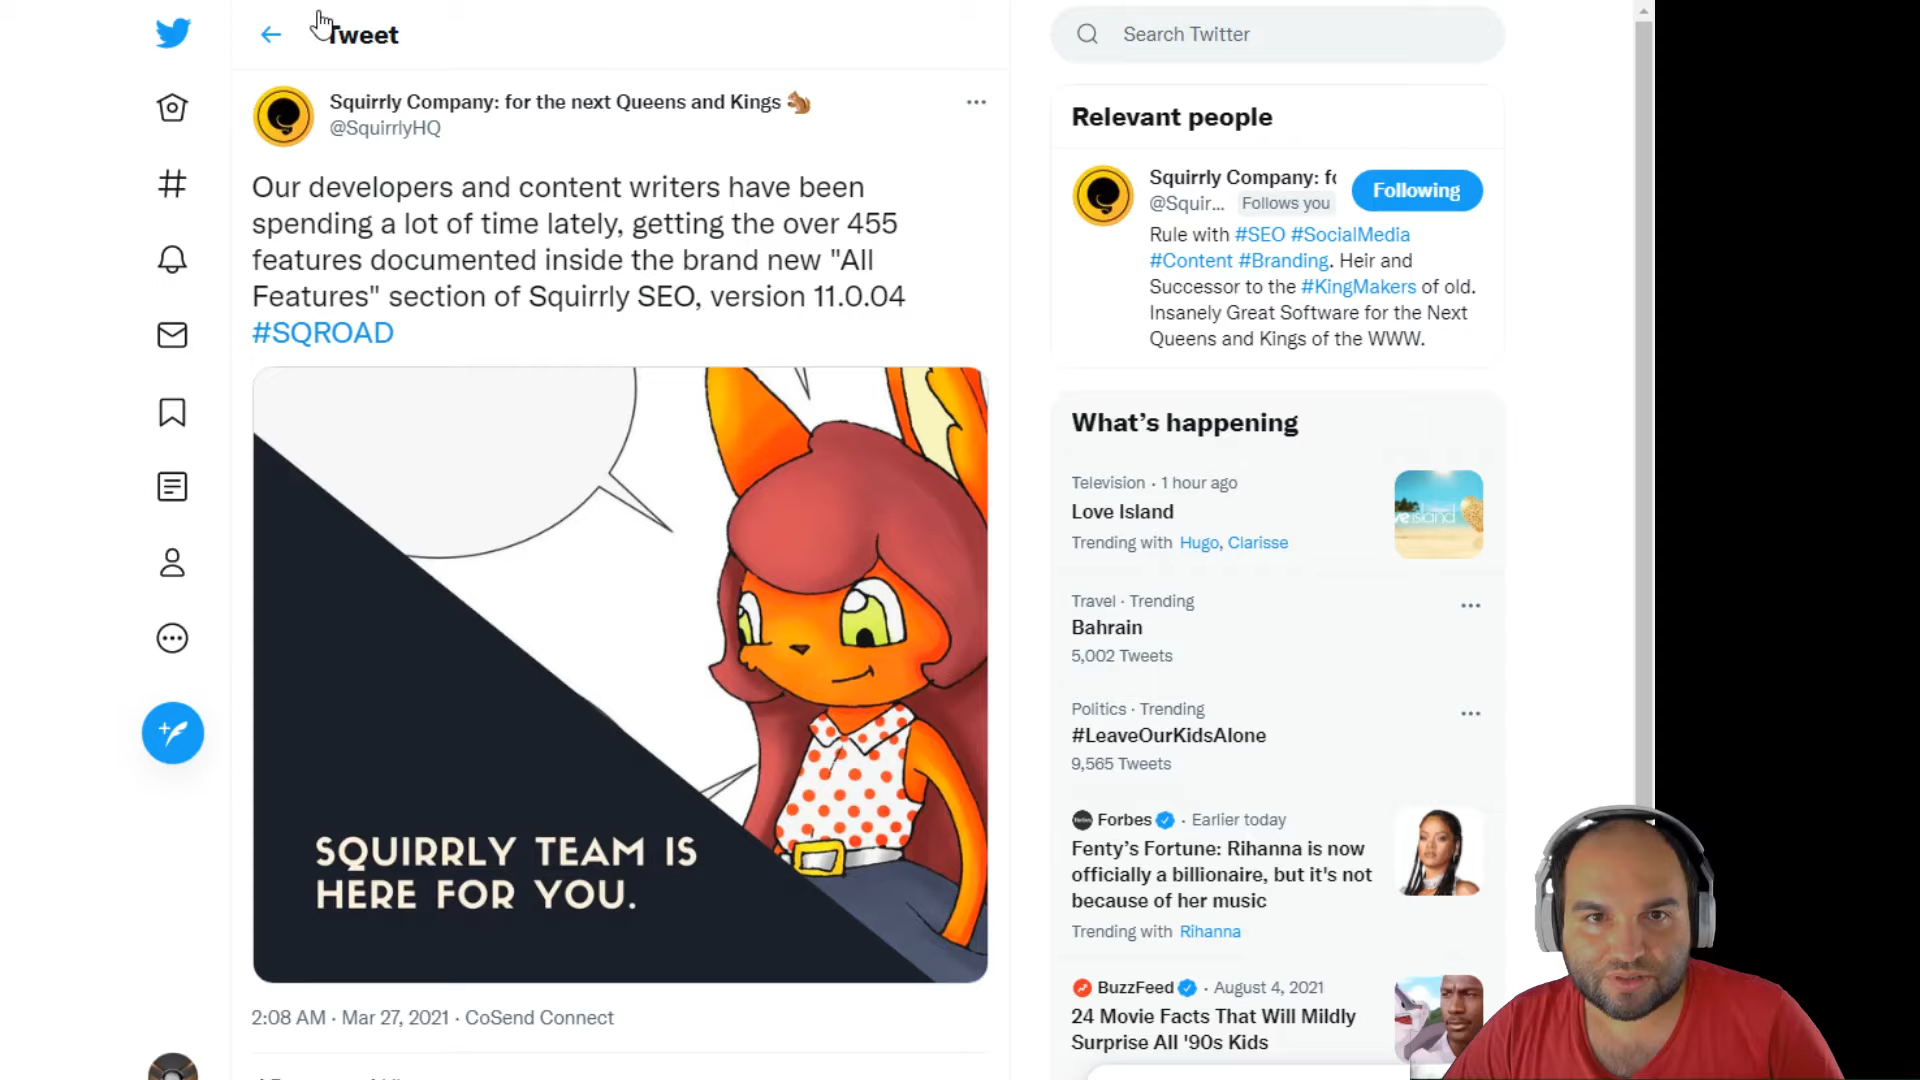 Tweet
Squirrly Company: for the next Queens and Kings 🐿️
@SquirrlyHQ
Our developers and content writers have been
spending a lot of time lately, getting the over 455
features documented inside the brand new "All
Features" section of Squirrly SEO, version 11.0.04
#SQROAD
SQUIRRLY TEAM IS
HERE FOR YOU.
2:08 AM · Mar 27, 2021 · CoSend Connect
Search Twitter
Relevant people
Squirrly Company: fo
@Squir... Follows you
Following
Rule with #SEO #SocialMedia
#Content #Branding. Heir and
Successor to the #KingMakers of old.
Insanely Great Software for the Next
Queens and Kings of the WWW.
What's happening
Television · 1 hour ago
Love Island
Trending with Hugo, Clarisse
Travel · Trending
Bahrain
5,002 Tweets
Politics · Trending
#LeaveOurKidsAlone
9,565 Tweets
Forbes · Earlier today
Fenty's Fortune: Rihanna is now
officially a billionaire, but it's not
because of her music
Trending with Rihanna
BuzzFeed · August 4, 2021
24 Movie Facts That Will Mildly
Surprise All '90s Kids